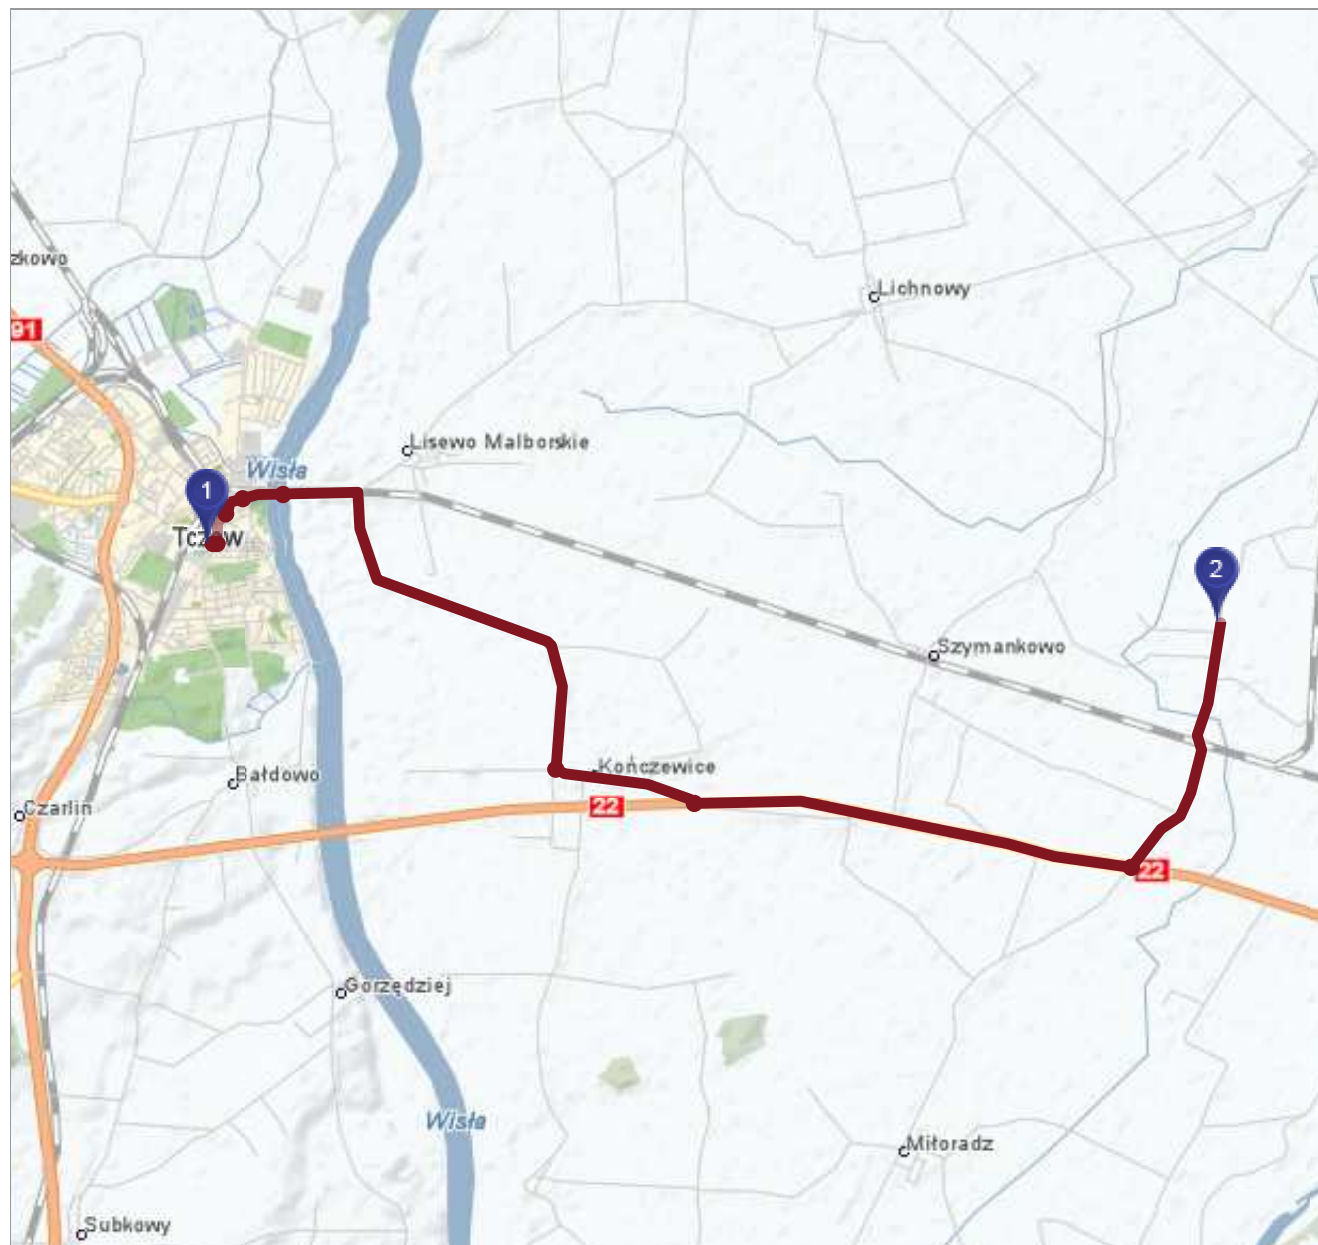 zkowo
Lichnowy
91
Lisewo Malborskie
Wisła
1
Tczew
2
Szymankowo
Kończewice
Bałdowo
Czarlin
22
22
Gorzędziej
Wisła
Miłoradz
Subkowy